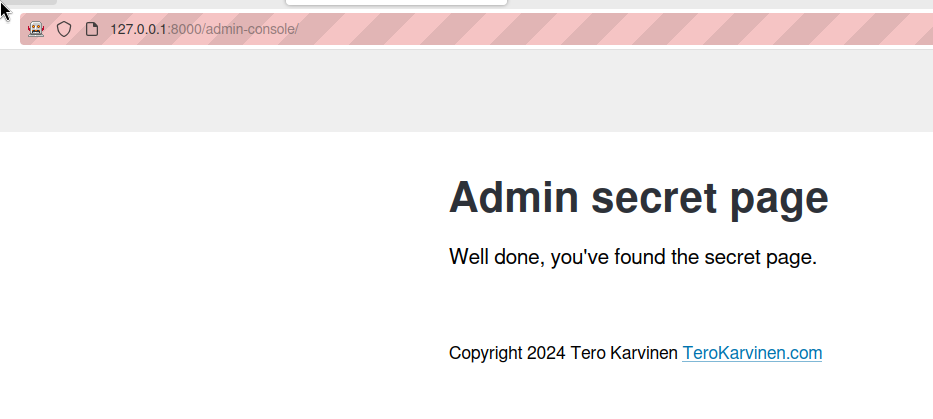 127.0.0.1:8000/admin-console/
Admin secret page
Well done, you've found the secret page.
Copyright 2024 Tero Karvinen TeroKarvinen.com